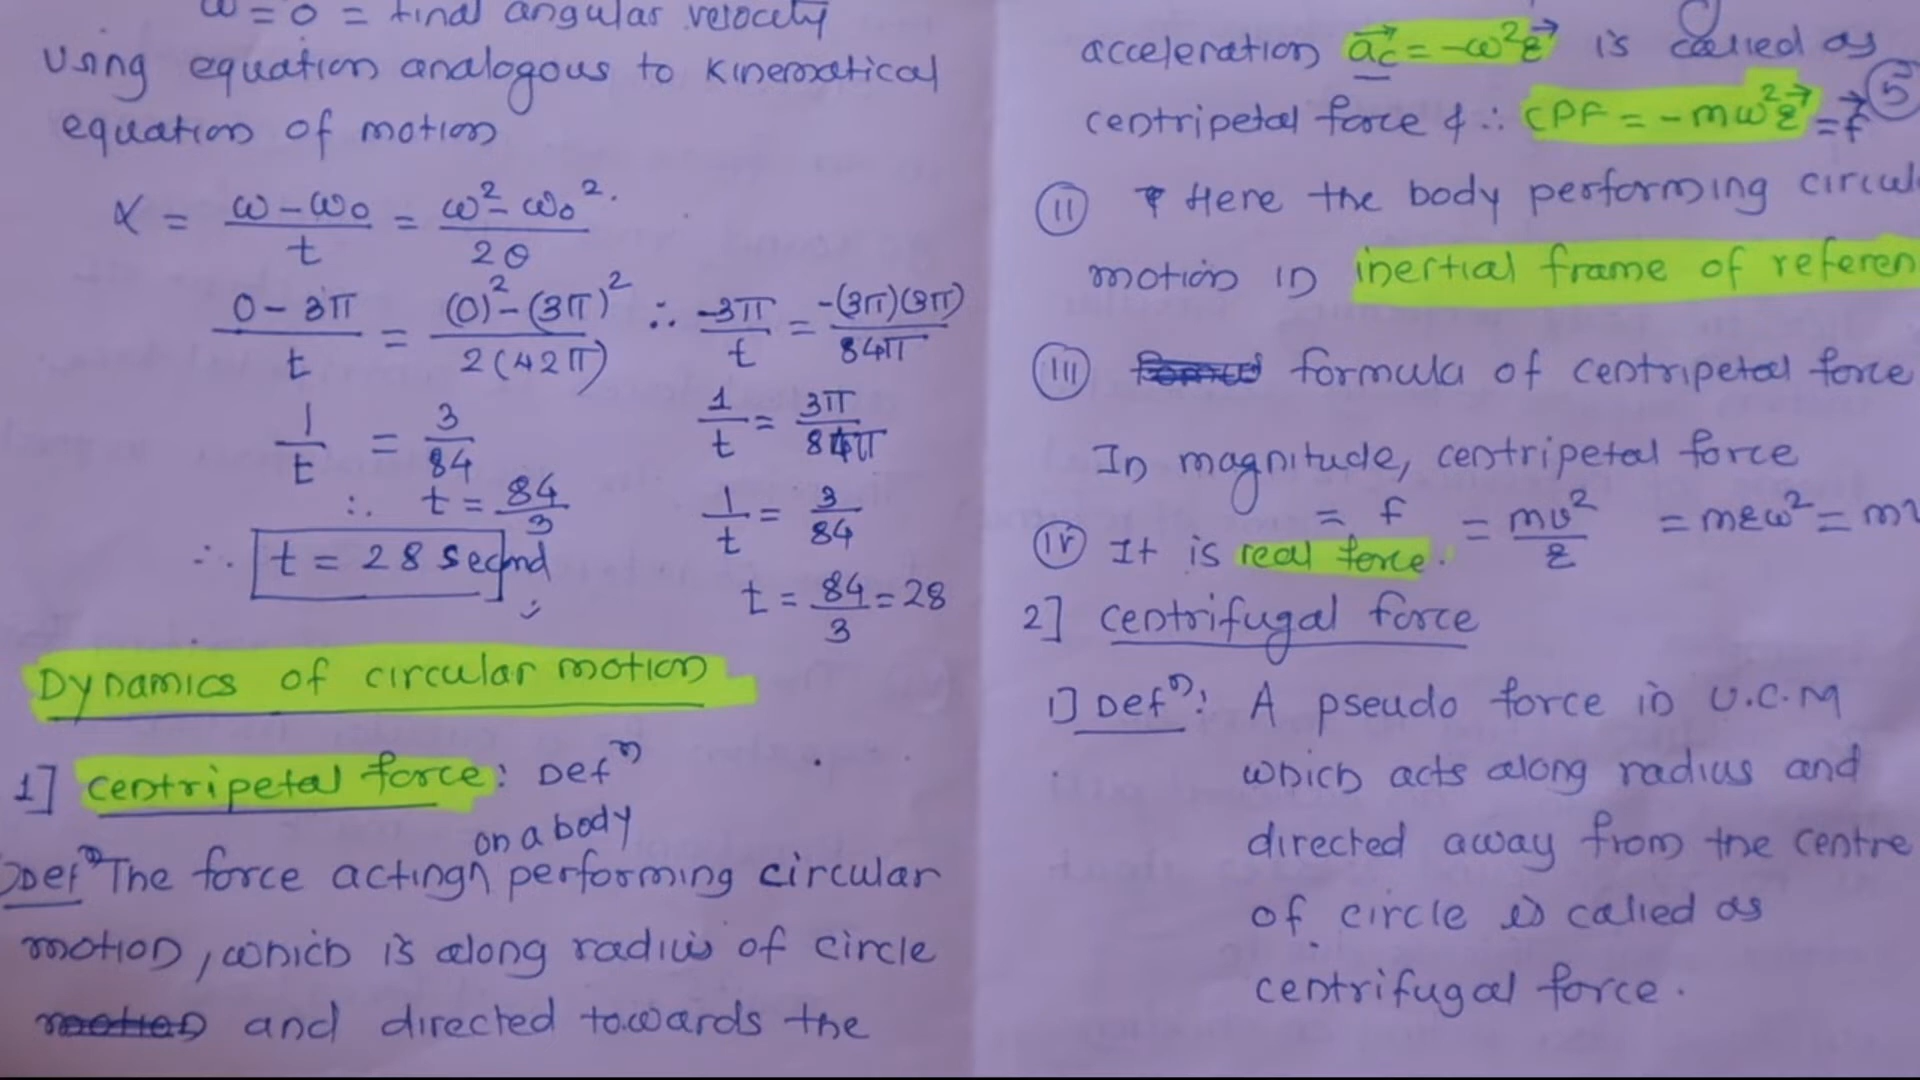 ω = 0 = final angular velocity
Using equation analogous to kinematical
equation of motion
α = (ω - ω₀)/t = (ω² - ω₀²)/2θ
(0 - 3π)/t = ((0)² - (3π)²)/2(42π) ∴ -3π/t = -(3π)(3π)/84π
1/t = 3/84
1/t = 3π/84π
∴ t = 84/3
1/t = 3/84
∴ t = 28 second
t = 84/3 = 28
Dynamics of circular motion
1] centripetal force: Defⁿ
on a body
Defⁿ The force acting ^ performing circular
motion, which is along radius of circle
and directed towards the
acceleration a⃗c = -ω²r⃗ is called as
5
centripetal force & ∴ CPF = -mω²r⃗ = f⃗
(II) Here the body performing circul
motion in inertial frame of referen
(III) formula of centripetal force
In magnitude, centripetal force
= f = mv²/r = mrω² = mv
(IV) It is real force.
2] centrifugal force
1] Defⁿ: A pseudo force in U.C.M
which acts along radius and
directed away from the centre
of circle is called as
centrifugal force.